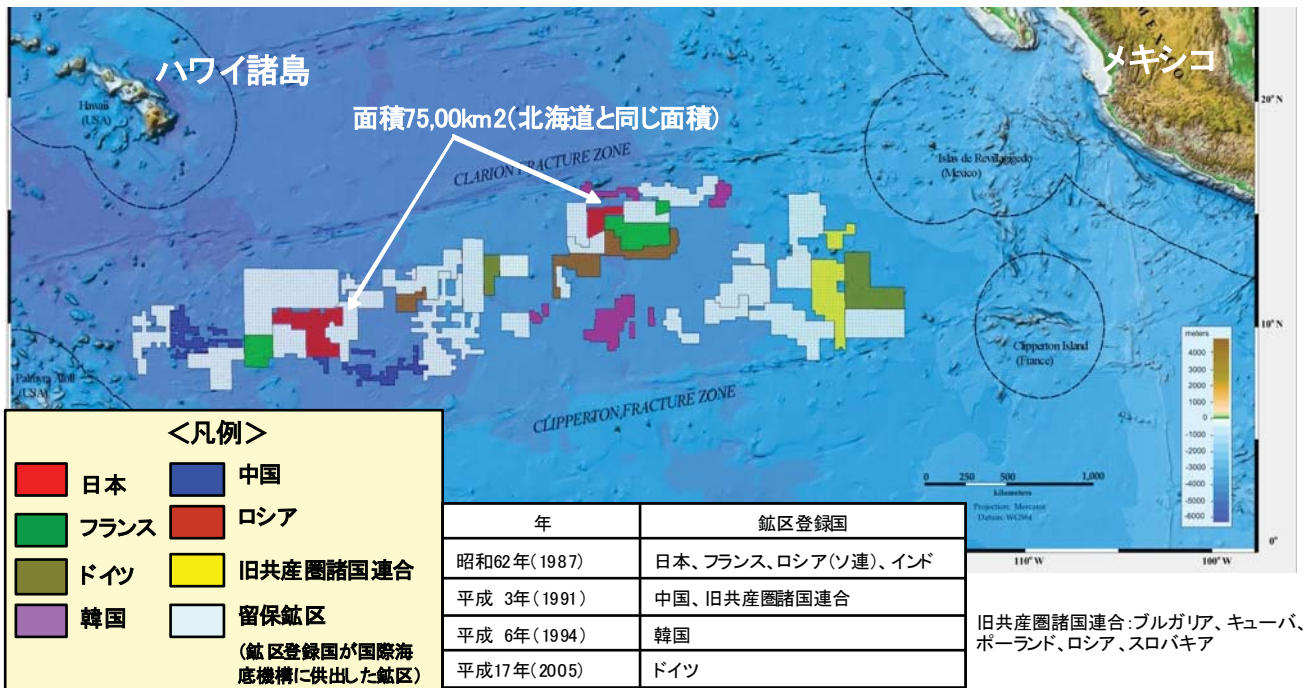 ハワイ諸島
メキシコ
MEXICO
Hawaii
(USA)
面積75,00km2(北海道と同じ面積)
20°N
CLARION FRACTURE ZONE
Islas de Revillagigedo
(Mexico)
10°N
Clipperton Island
(France)
Palmyra Atoll
(USA)
CLIPPERTON FRACTURE ZONE
meters
4000
3000
2000
1000
0
-1000
-2000
-3000
-4000
-5000
-6000
0 250 500 1,000
kilometers
Projection: Mercator
Datum: WGS84
0°
110°W
100°W
<凡例>
日本
中国
フランス
ロシア
ドイツ
旧共産圏諸国連合
韓国
留保鉱区
(鉱区登録国が国際海
底機構に供出した鉱区)
年 鉱区登録国
昭和62年(1987) 日本、フランス、ロシア(ソ連)、インド
平成 3年(1991) 中国、旧共産圏諸国連合
平成 6年(1994) 韓国
平成17年(2005) ドイツ
旧共産圏諸国連合:ブルガリア、キューバ、
ポーランド、ロシア、スロバキア